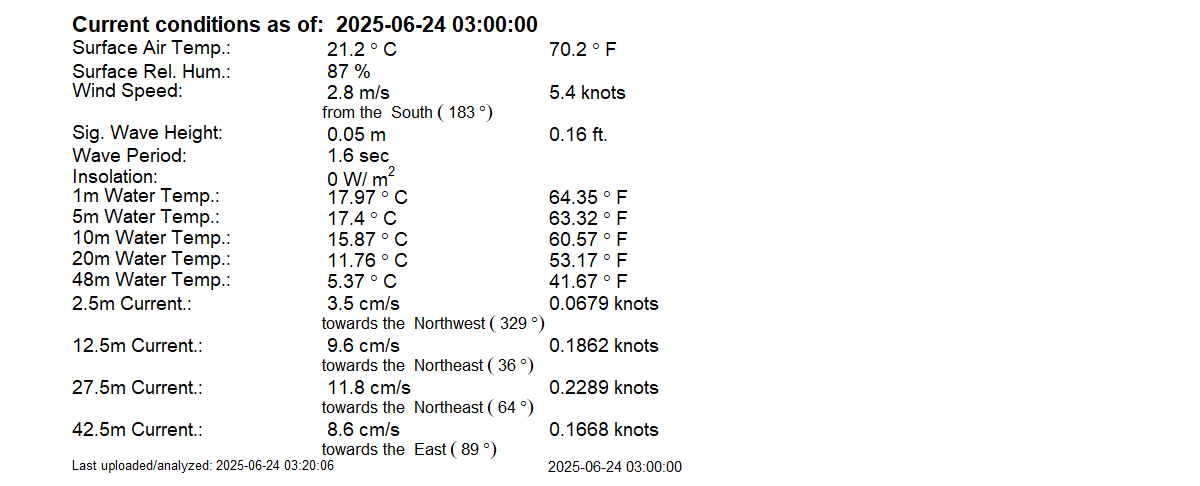 Current conditions as of: 2025-06-24 03:00:00
Surface Air Temp.: 21.2 ° C 70.2 ° F
Surface Rel. Hum.: 87 %
Wind Speed: 2.8 m/s 5.4 knots
from the South ( 183 °)
Sig. Wave Height: 0.05 m 0.16 ft.
Wave Period: 1.6 sec
Insolation: 0 W/ m²
1m Water Temp.: 17.97 ° C 64.35 ° F
5m Water Temp.: 17.4 ° C 63.32 ° F
10m Water Temp.: 15.87 ° C 60.57 ° F
20m Water Temp.: 11.76 ° C 53.17 ° F
48m Water Temp.: 5.37 ° C 41.67 ° F
2.5m Current.: 3.5 cm/s 0.0679 knots
towards the Northwest ( 329 °)
12.5m Current.: 9.6 cm/s 0.1862 knots
towards the Northeast ( 36 °)
27.5m Current.: 11.8 cm/s 0.2289 knots
towards the Northeast ( 64 °)
42.5m Current.: 8.6 cm/s 0.1668 knots
towards the East ( 89 °)
Last uploaded/analyzed: 2025-06-24 03:20:06 2025-06-24 03:00:00